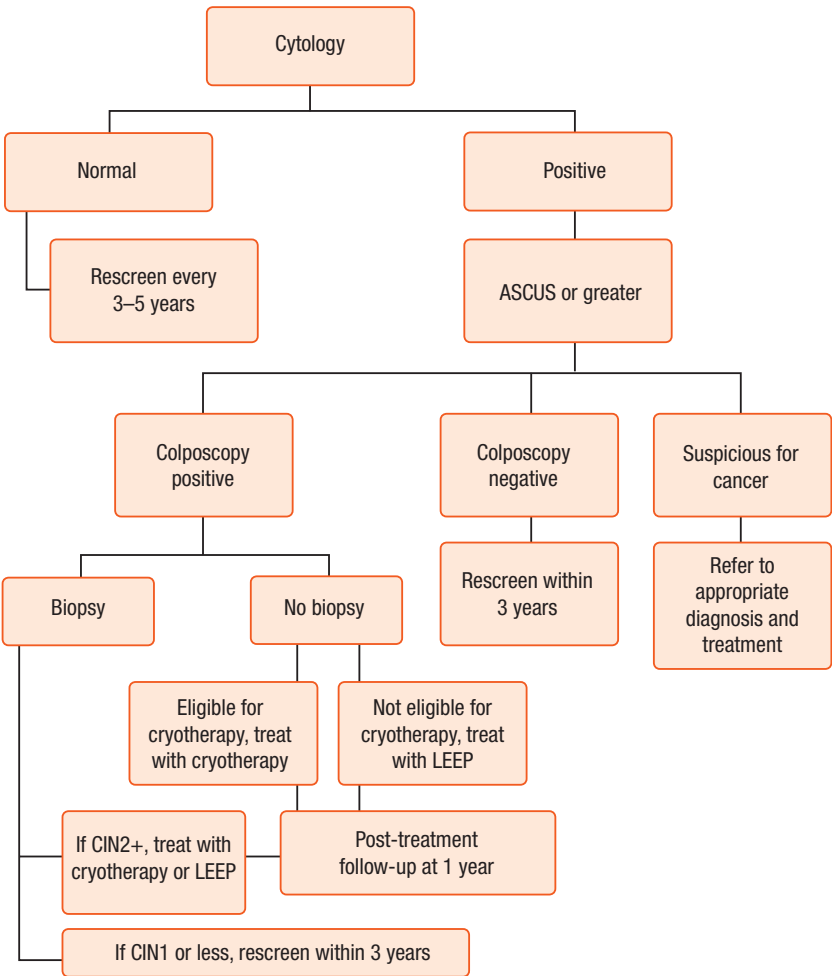 Cytology
Normal
Positive
Rescreen every
3–5 years
ASCUS or greater
Colposcopy
positive
Colposcopy
negative
Suspicious for
cancer
Biopsy
No biopsy
Rescreen within
3 years
Refer to
appropriate
diagnosis and
treatment
Eligible for
cryotherapy, treat
with cryotherapy
Not eligible for
cryotherapy, treat
with LEEP
If CIN2+, treat with
cryotherapy or LEEP
Post-treatment
follow-up at 1 year
If CIN1 or less, rescreen within 3 years